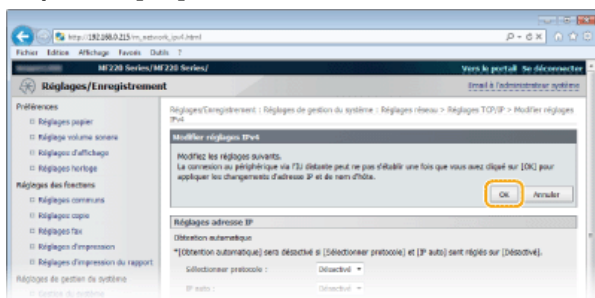 http://192.168.0.215/m_network_ipv4.html
Fichier Edition Affichage Favoris Outils ?
MF220 Series/MF220 Series/
Vers le portail Se déconnecter
Réglages/Enregistrement
Email à l'administrateur système
Préférences
Réglages papier
Réglage volume sonore
Réglages d'affichage
Réglages horloge
Réglages des fonctions
Réglages communs
Réglages copie
Réglages fax
Réglages d'impression
Réglages d'impression du rapport
Réglages de gestion du système
Gestion du système
Réglages/Enregistrement : Réglages de gestion du système : Réglages réseau > Réglages TCP/IP > Modifier réglages
IPv4
Modifier réglages IPv4
Modifiez les réglages suivants.
La connexion au périphérique via l'IU distante peut ne pas s'établir une fois que vous avez cliqué sur [OK] pour
appliquer les changements d'adresse IP et de nom d'hôte.
OK Annuler
Réglages adresse IP
Obtention automatique
*[Obtention automatique] sera désactivé si [Sélectionner protocole] et [IP auto] sont réglés sur [Désactivé].
Sélectionner protocole : Désactivé
IP auto : Désactivé